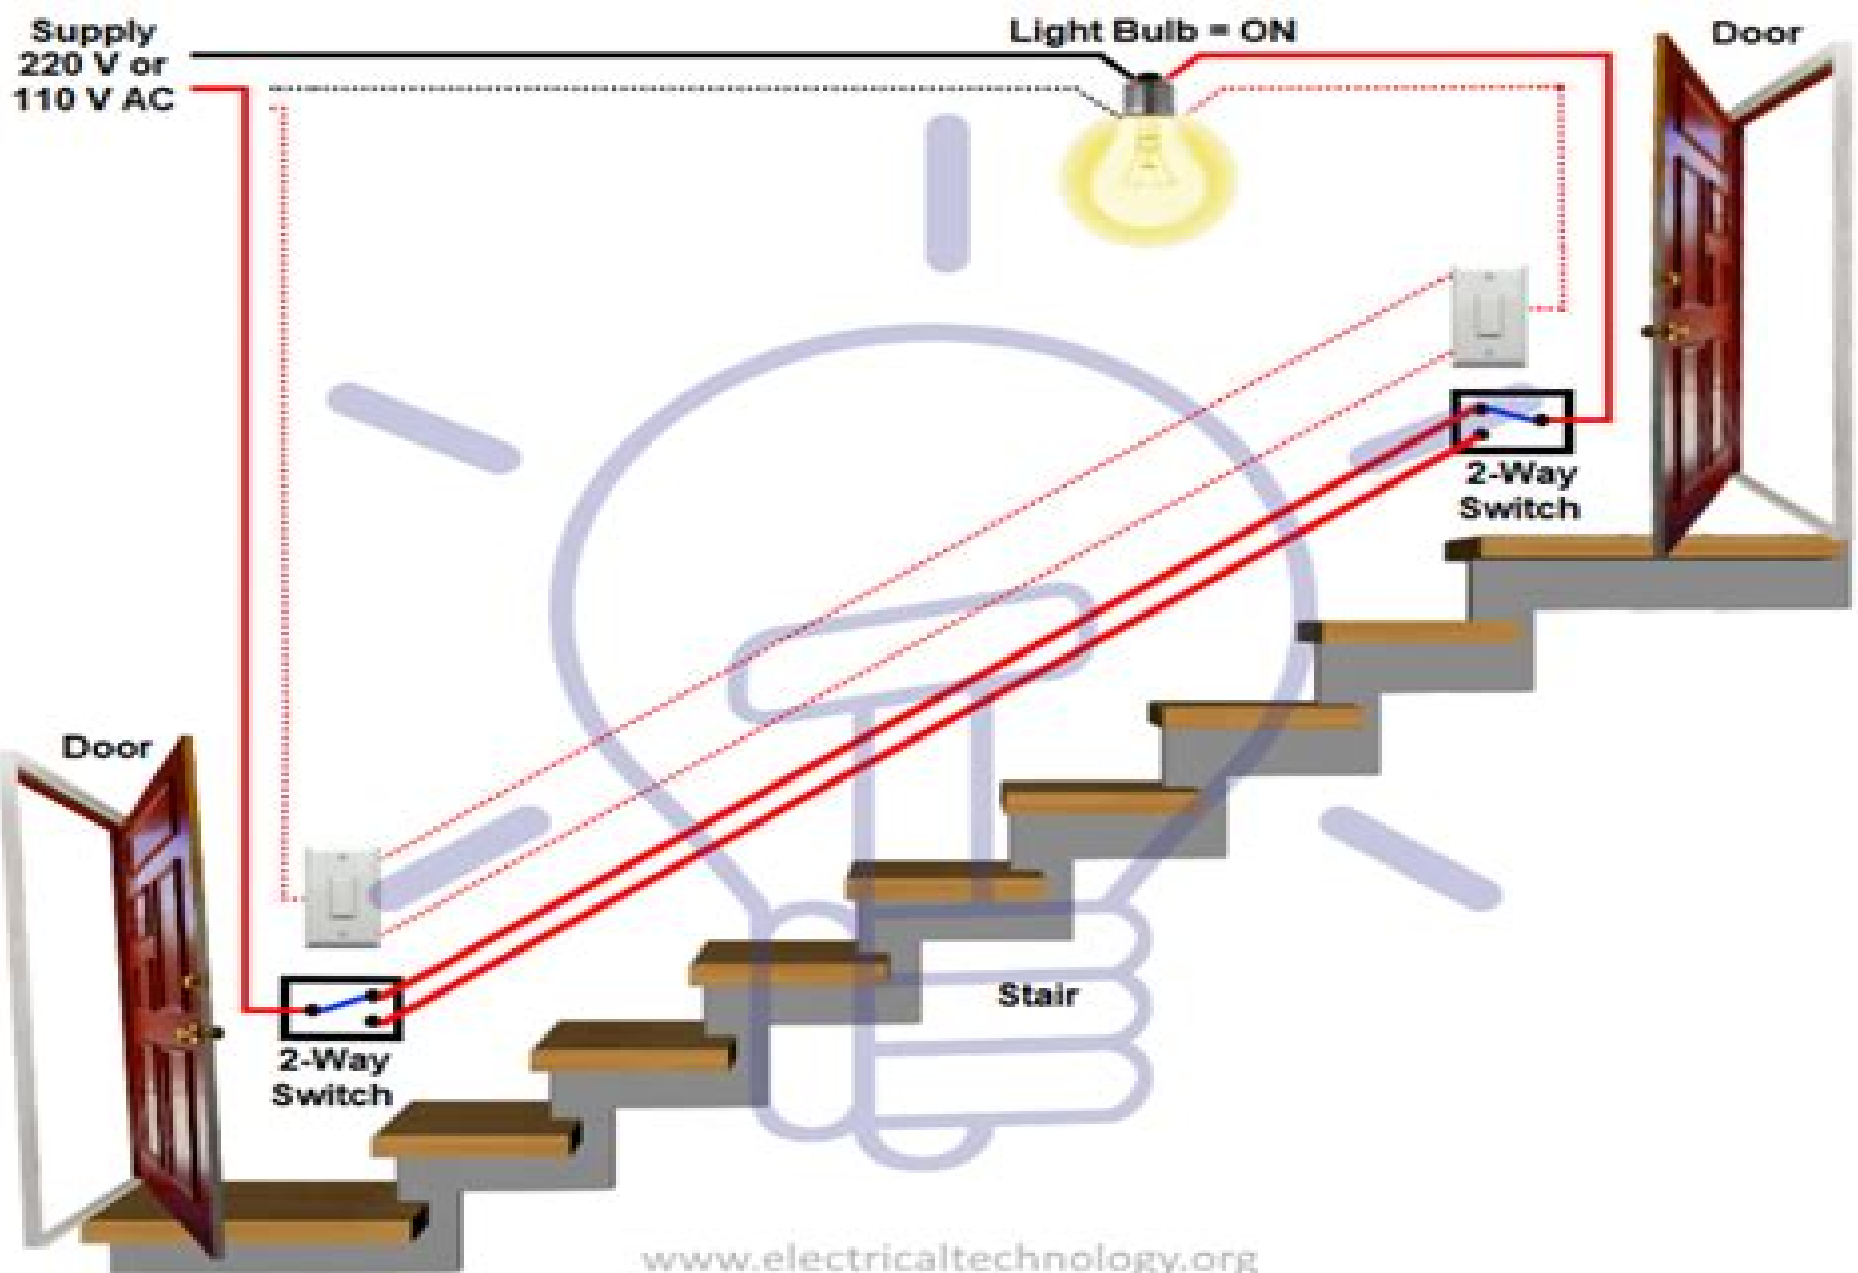 Supply
220 V or
110 V AC
Light Bulb = ON
Door
2-Way
Switch
Door
Stair
2-Way
Switch
www.electricaltechnology.org